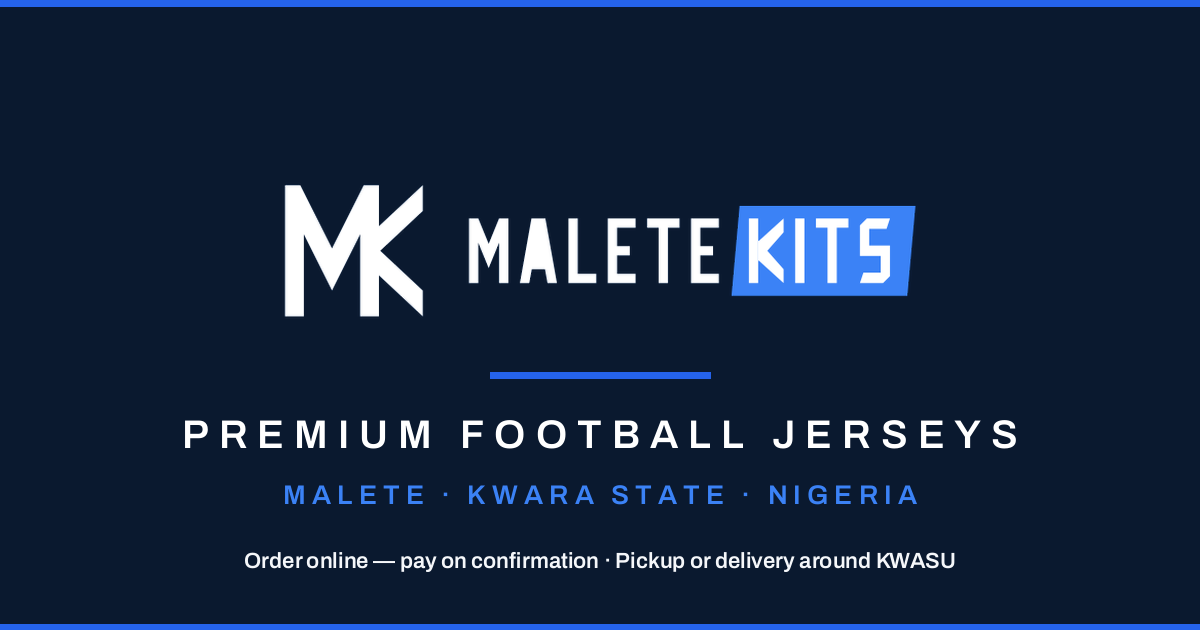 MK MALETE KITS
PREMIUM FOOTBALL JERSEYS
MALETE · KWARA STATE · NIGERIA
Order online — pay on confirmation · Pickup or delivery around KWASU